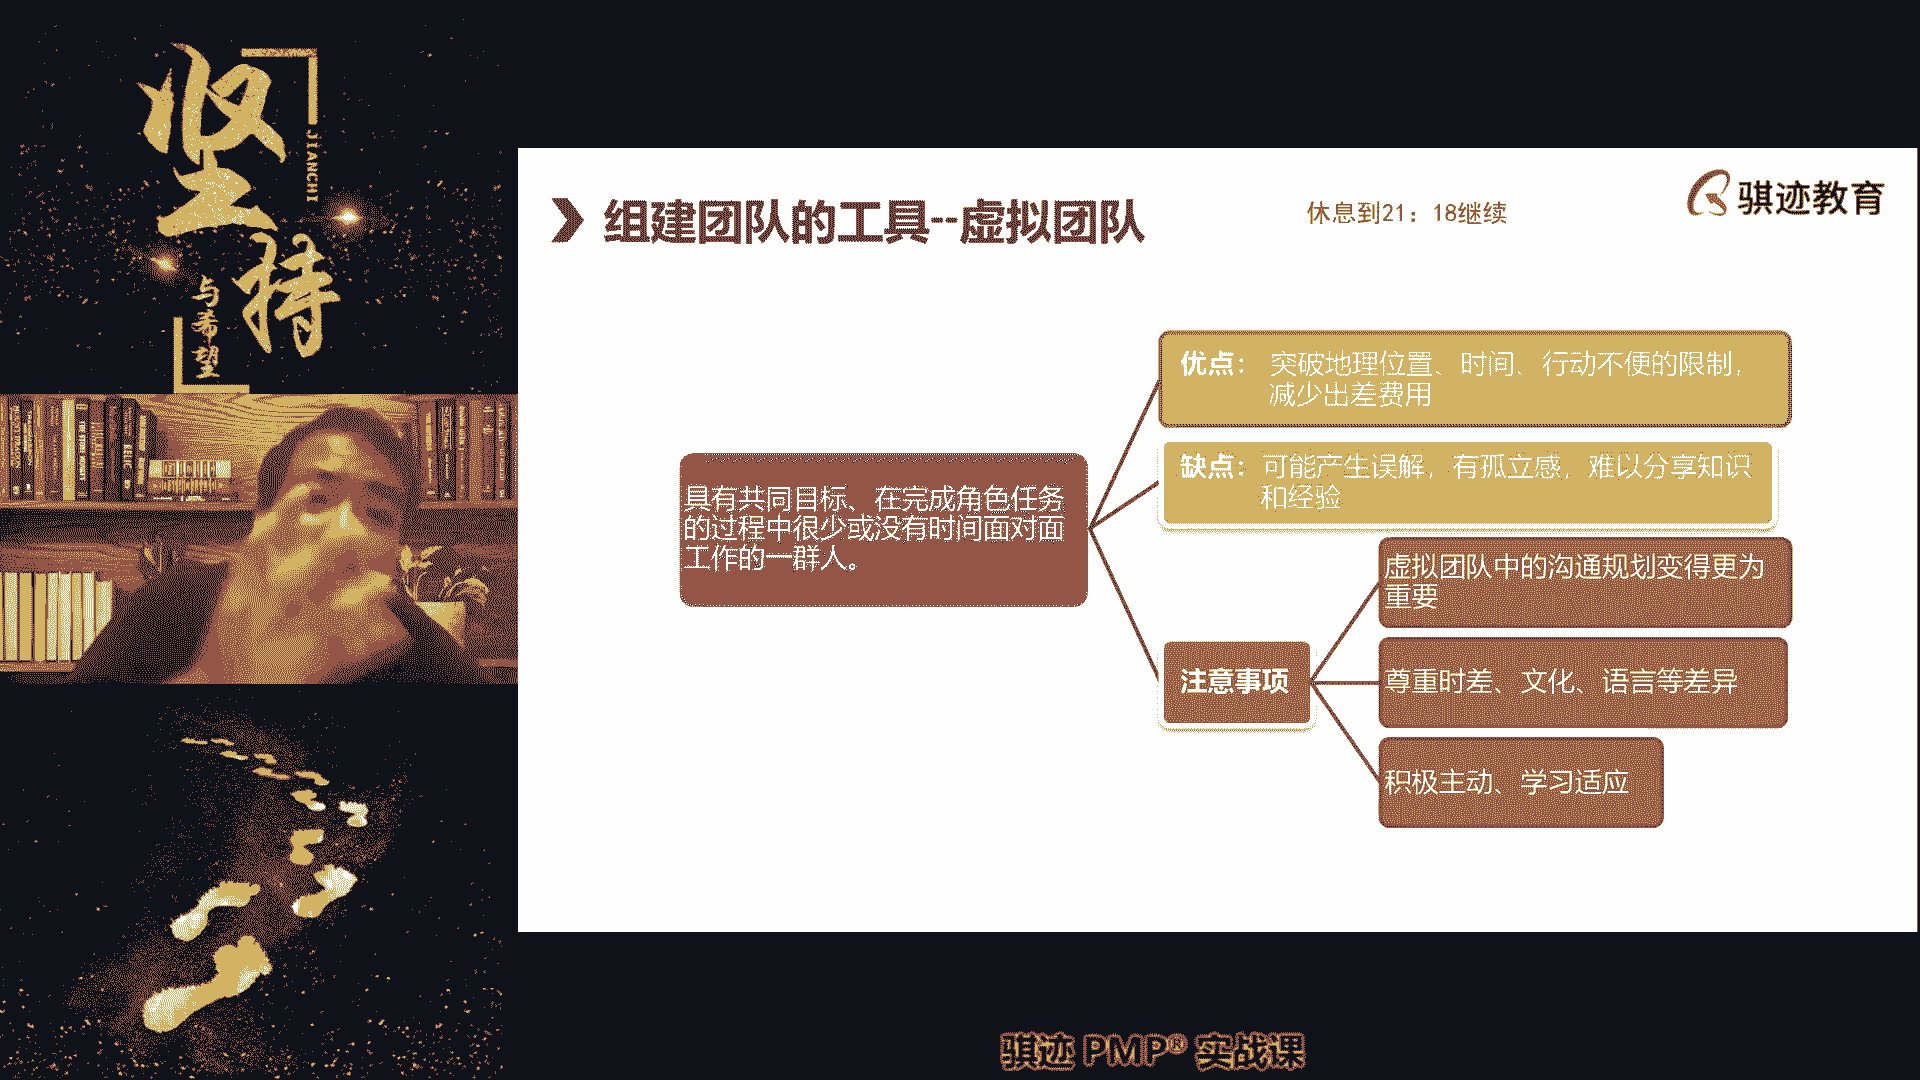 坚持
JIANCHI
与希望
组建团队的工具--虚拟团队
休息到21：18继续
骐迹教育
优点： 突破地理位置、时间、行动不便的限制，
减少出差费用
缺点：可能产生误解，有孤立感，难以分享知识
和经验
具有共同目标、在完成角色任务
的过程中很少或没有时间面对面
工作的一群人。
注意事项
虚拟团队中的沟通规划变得更为
重要
尊重时差、文化、语言等差异
积极主动、学习适应
骐迹 PMP® 实战课